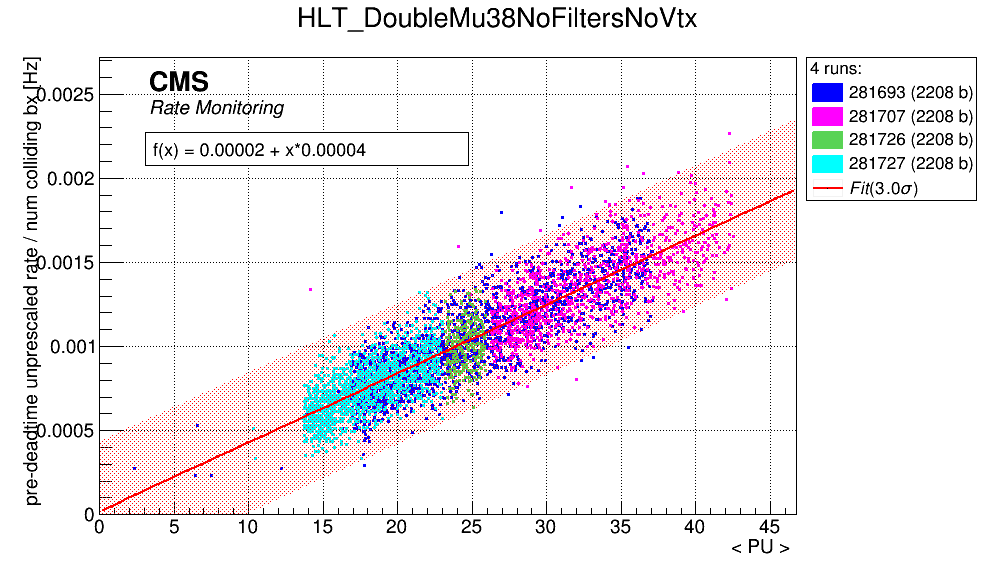 HLT_DoubleMu38NoFiltersNoVtx
pre-deadtime unprescaled rate / num colliding bx [Hz]
CMS
Rate Monitoring
f(x) = 0.00002 + x*0.00004
0.0025
0.002
0.0015
0.001
0.0005
0
0 5 10 15 20 25 30 35 40 45
< PU >
4 runs:
281693 (2208 b)
281707 (2208 b)
281726 (2208 b)
281727 (2208 b)
Fit(3.0σ)